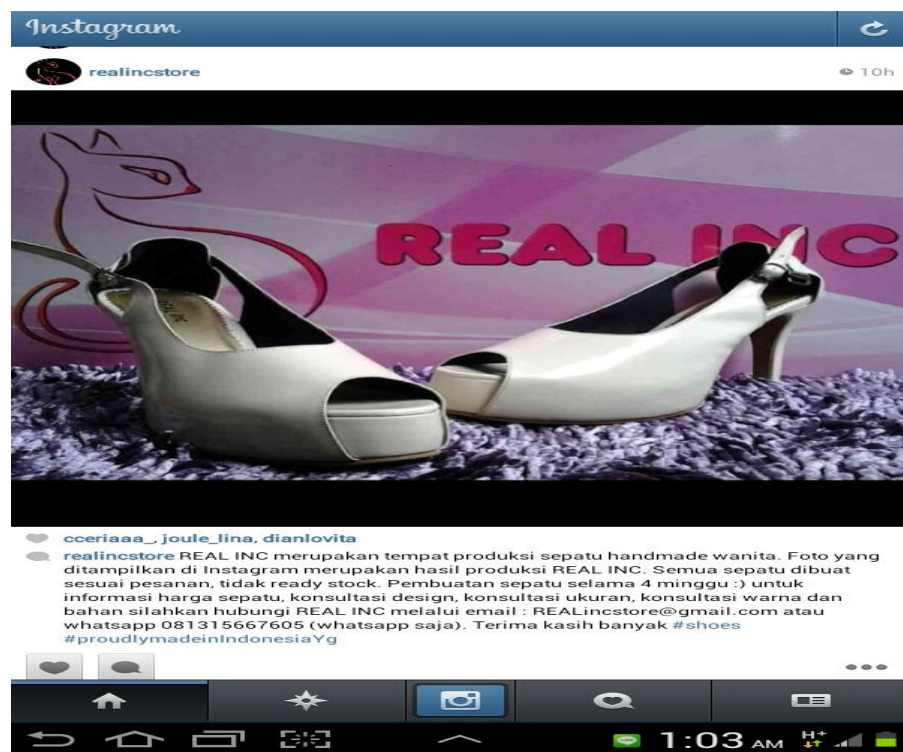 Instagram
realincstore
10h
REAL INC
REAL INC
cceriaaa_, joule_lina, dianlovita
realincstore REAL INC merupakan tempat produksi sepatu handmade wanita. Foto yang
ditampilkan di Instagram merupakan hasil produksi REAL INC. Semua sepatu dibuat
sesuai pesanan, tidak ready stock. Pembuatan sepatu selama 4 minggu :) untuk
informasi harga sepatu, konsultasi design, konsultasi ukuran, konsultasi warna dan
bahan silahkan hubungi REAL INC melalui email : REALincstore@gmail.com atau
whatsapp 081315667605 (whatsapp saja). Terima kasih banyak #shoes
#proudlymadeinIndonesiaYg
1:03 AM H+